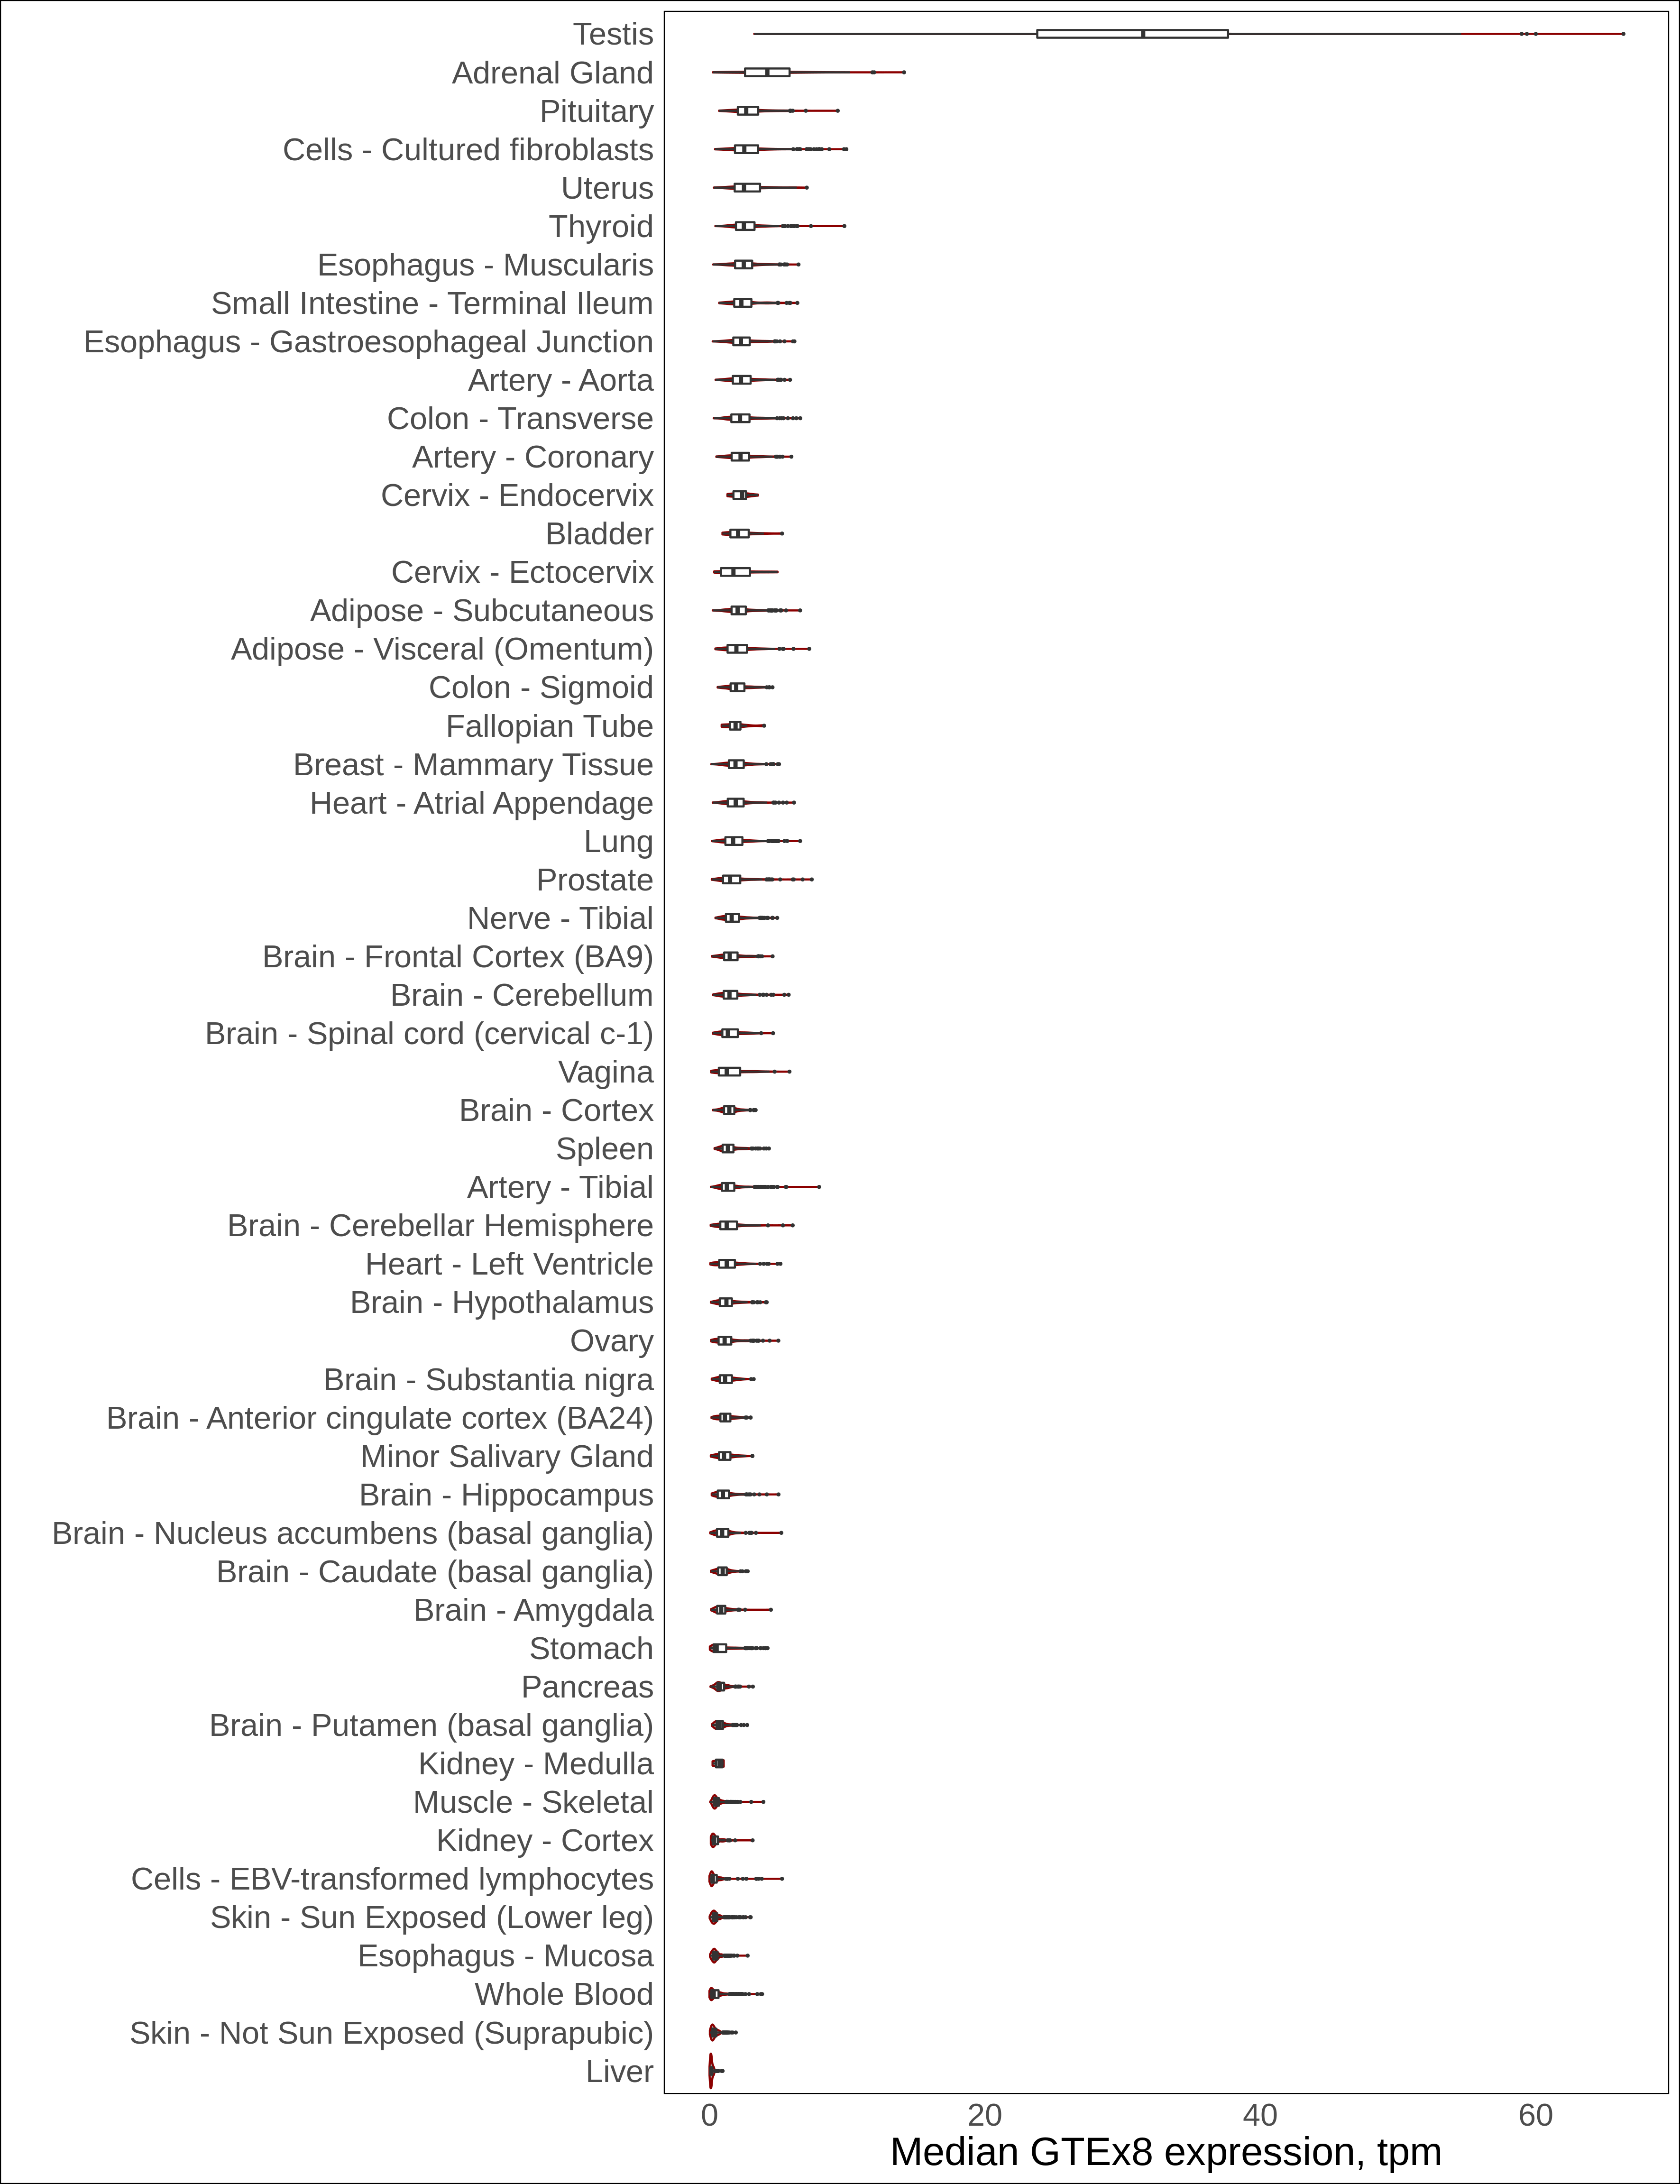 Testis
Adrenal Gland
Pituitary
Cells - Cultured fibroblasts
Uterus
Thyroid
Esophagus - Muscularis
Small Intestine - Terminal Ileum
Esophagus - Gastroesophageal Junction
Artery - Aorta
Colon - Transverse
Artery - Coronary
Cervix - Endocervix
Bladder
Cervix - Ectocervix
Adipose - Subcutaneous
Adipose - Visceral (Omentum)
Colon - Sigmoid
Fallopian Tube
Breast - Mammary Tissue
Heart - Atrial Appendage
Lung
Prostate
Nerve - Tibial
Brain - Frontal Cortex (BA9)
Brain - Cerebellum
Brain - Spinal cord (cervical c-1)
Vagina
Brain - Cortex
Spleen
Artery - Tibial
Brain - Cerebellar Hemisphere
Heart - Left Ventricle
Brain - Hypothalamus
Ovary
Brain - Substantia nigra
Brain - Anterior cingulate cortex (BA24)
Minor Salivary Gland
Brain - Hippocampus
Brain - Nucleus accumbens (basal ganglia)
Brain - Caudate (basal ganglia)
Brain - Amygdala
Stomach
Pancreas
Brain - Putamen (basal ganglia)
Kidney - Medulla
Muscle - Skeletal
Kidney - Cortex
Cells - EBV-transformed lymphocytes
Skin - Sun Exposed (Lower leg)
Esophagus - Mucosa
Whole Blood
Skin - Not Sun Exposed (Suprapubic)
Liver
0 20 40 60
Median GTEx8 expression, tpm